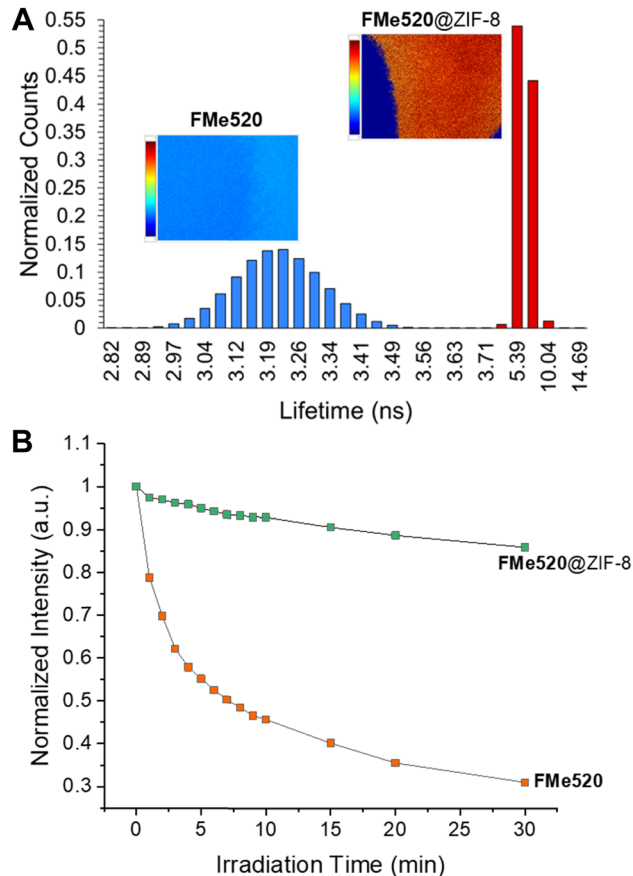 A
FMe520@ZIF-8
FMe520
Normalized Counts
0.55
0.5
0.45
0.4
0.35
0.3
0.25
0.2
0.15
0.1
0.05
0
2.82 2.89 2.97 3.04 3.12 3.19 3.26 3.34 3.41 3.49 3.56 3.63 3.71 5.39 10.04 14.69
Lifetime (ns)
B
Normalized Intensity (a.u.)
1.1
1
0.9
0.8
0.7
0.6
0.5
0.4
0.3
FMe520@ZIF-8
FMe520
0 5 10 15 20 25 30
Irradiation Time (min)